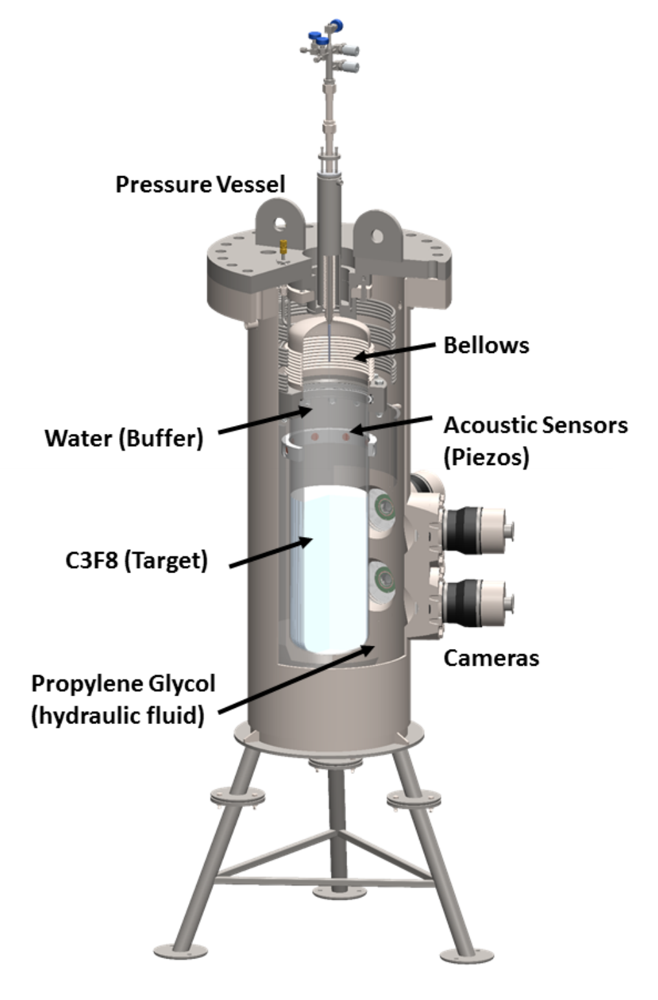 Pressure Vessel
Bellows
Water (Buffer)
Acoustic Sensors
(Piezos)
C3F8 (Target)
Cameras
Propylene Glycol
(hydraulic fluid)